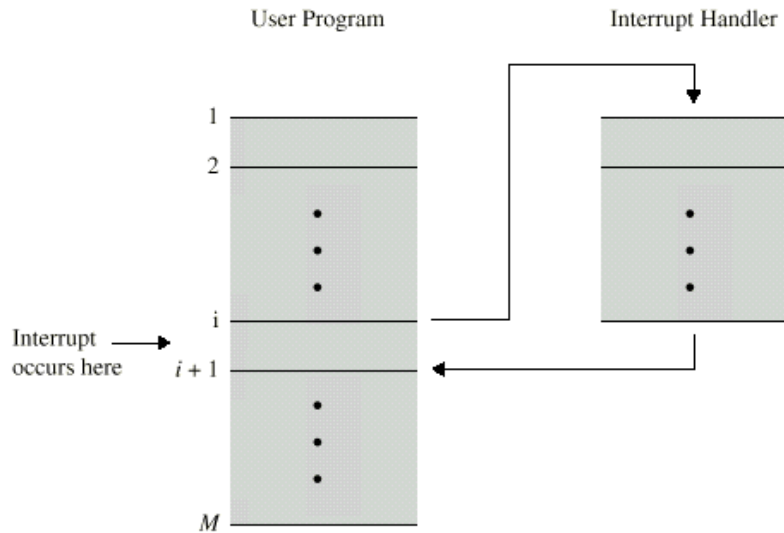 User Program
Interrupt Handler
1
2
i
Interrupt
occurs here
i + 1
M